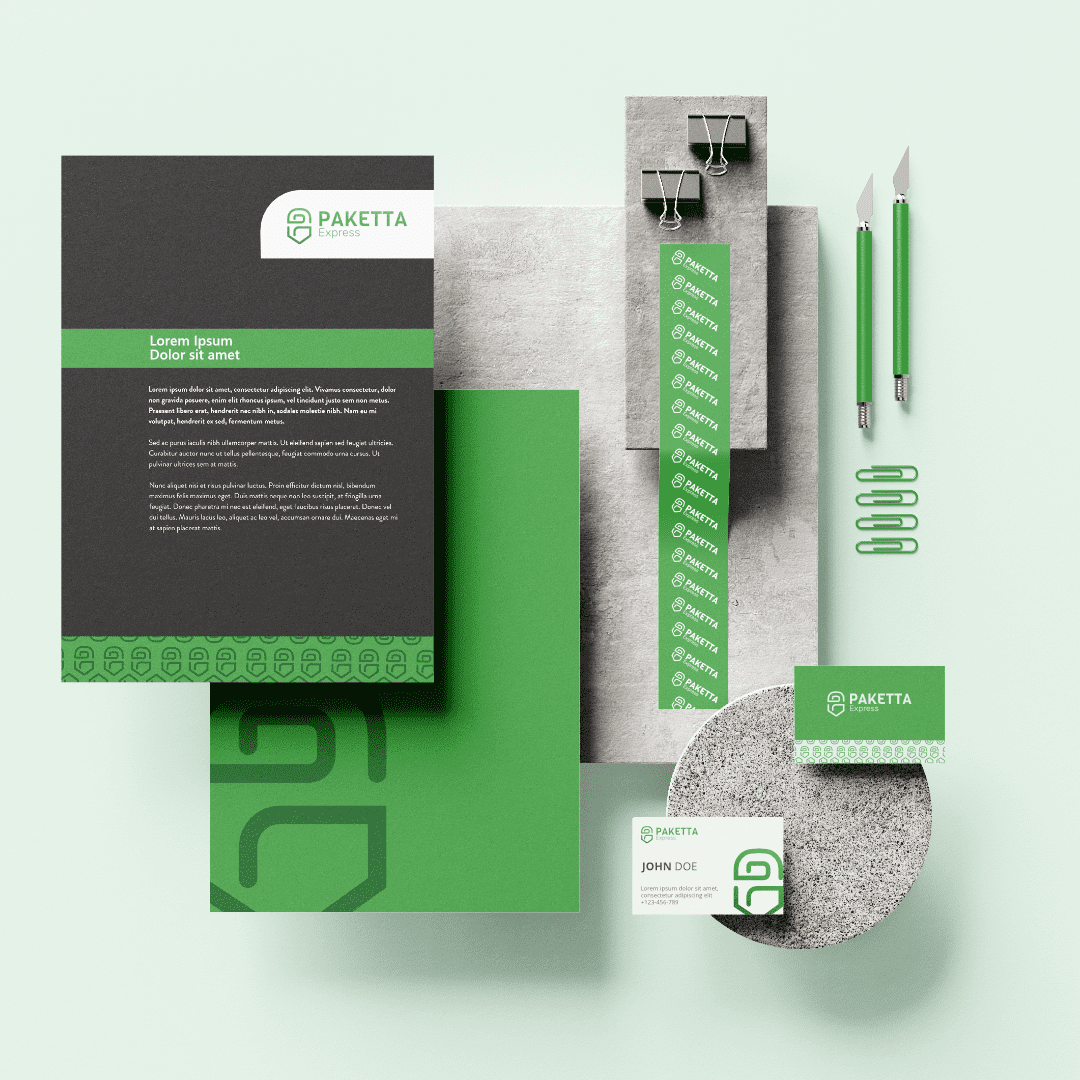 PAKETTA
Express
Lorem Ipsum
Dolor sit amet
Lorem ipsum dolor sit amet, consectetur adipiscing elit. Vivamus consectetur, dolor
non gravida posuere, enim elit rhoncus ipsum, vel tincidunt justo sem non metus.
Praesent libero erat, hendrerit nec nibh in, sodales molestie nibh. Nam eu mi
volutpat, hendrerit ex sed, fermentum metus.
Sed ac purus iaculis nibh ullamcorper mattis. Ut eleifend sapien sed feugiat ultricies.
Curabitur auctor nunc ut tellus pellentesque, feugiat commodo urna cursus. Ut
pulvinar ultrices sem at mattis.
Nunc aliquet nisi et risus pulvinar luctus. Proin efficitur dictum nisl, bibendum
maximus felis maximus eget. Duis mattis neque non leo suscipit, at fringilla urna
feugiat. Donec pharetra mi nec est eleifend, eget faucibus risus placerat. Donec vel
dui tellus. Mauris lacus leo, aliquet ac leo vel, accumsan ornare dui. Maecenas eget mi
at sapien placerat mattis.
PAKETTA
Express
PAKETTA
Express
PAKETTA
Express
PAKETTA
Express
PAKETTA
Express
PAKETTA
Express
PAKETTA
Express
PAKETTA
Express
PAKETTA
Express
PAKETTA
Express
PAKETTA
Express
PAKETTA
Express
PAKETTA
Express
PAKETTA
Express
PAKETTA
Express
PAKETTA
Express
PAKETTA
Express
PAKETTA
Express
PAKETTA
Express
PAKETTA
Express
JOHN DOE
Lorem ipsum dolor sit amet,
consectetur adipiscing elit
+123-456-789